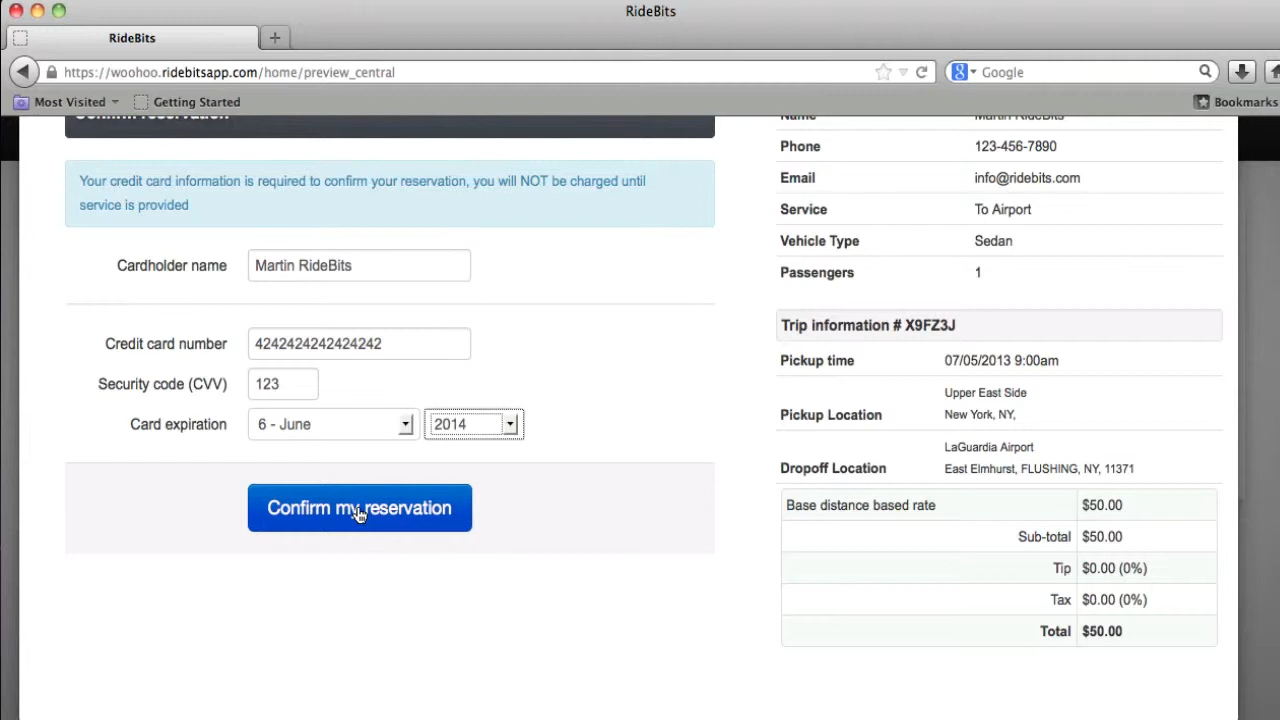 RideBits
RideBits
https://woohoo.ridebitsapp.com/home/preview_central
Google
Most Visited
Getting Started
Bookmarks
Confirm reservation
Your credit card information is required to confirm your reservation, you will NOT be charged until
service is provided
Cardholder name Martin RideBits
Credit card number 4242424242424242
Security code (CVV) 123
Card expiration 6 - June 2014
Confirm my reservation
Name Martin RideBits
Phone 123-456-7890
Email info@ridebits.com
Service To Airport
Vehicle Type Sedan
Passengers 1
Trip information # X9FZ3J
Pickup time 07/05/2013 9:00am
Upper East Side
Pickup Location New York, NY,
LaGuardia Airport
Dropoff Location East Elmhurst, FLUSHING, NY, 11371
Base distance based rate $50.00
Sub-total $50.00
Tip $0.00 (0%)
Tax $0.00 (0%)
Total $50.00